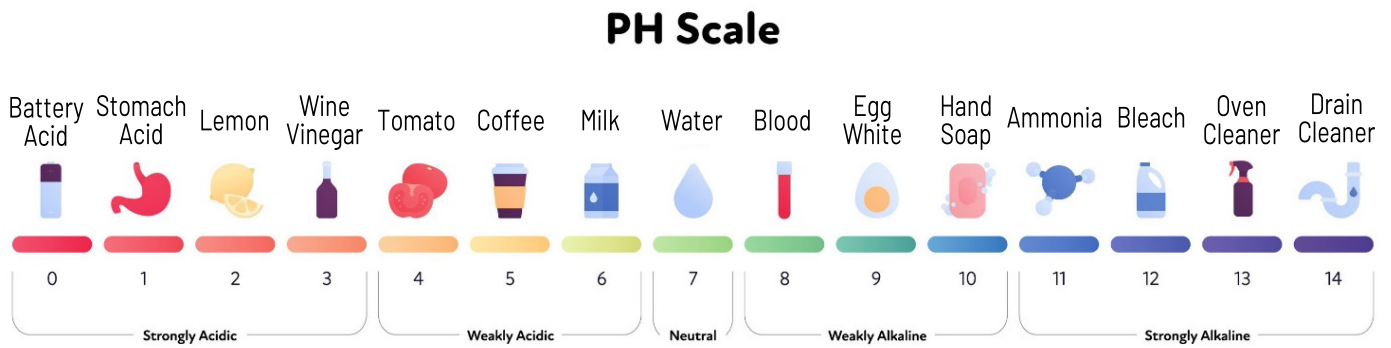 PH Scale
Battery
Acid
Stomach
Acid
Lemon
Wine
Vinegar
Tomato
Coffee
Milk
Water
Blood
Egg
White
Hand
Soap
Ammonia
Bleach
Oven
Cleaner
Drain
Cleaner
0 1 2 3 4 5 6 7 8 9 10 11 12 13 14
Strongly Acidic
Weakly Acidic
Neutral
Weakly Alkaline
Strongly Alkaline